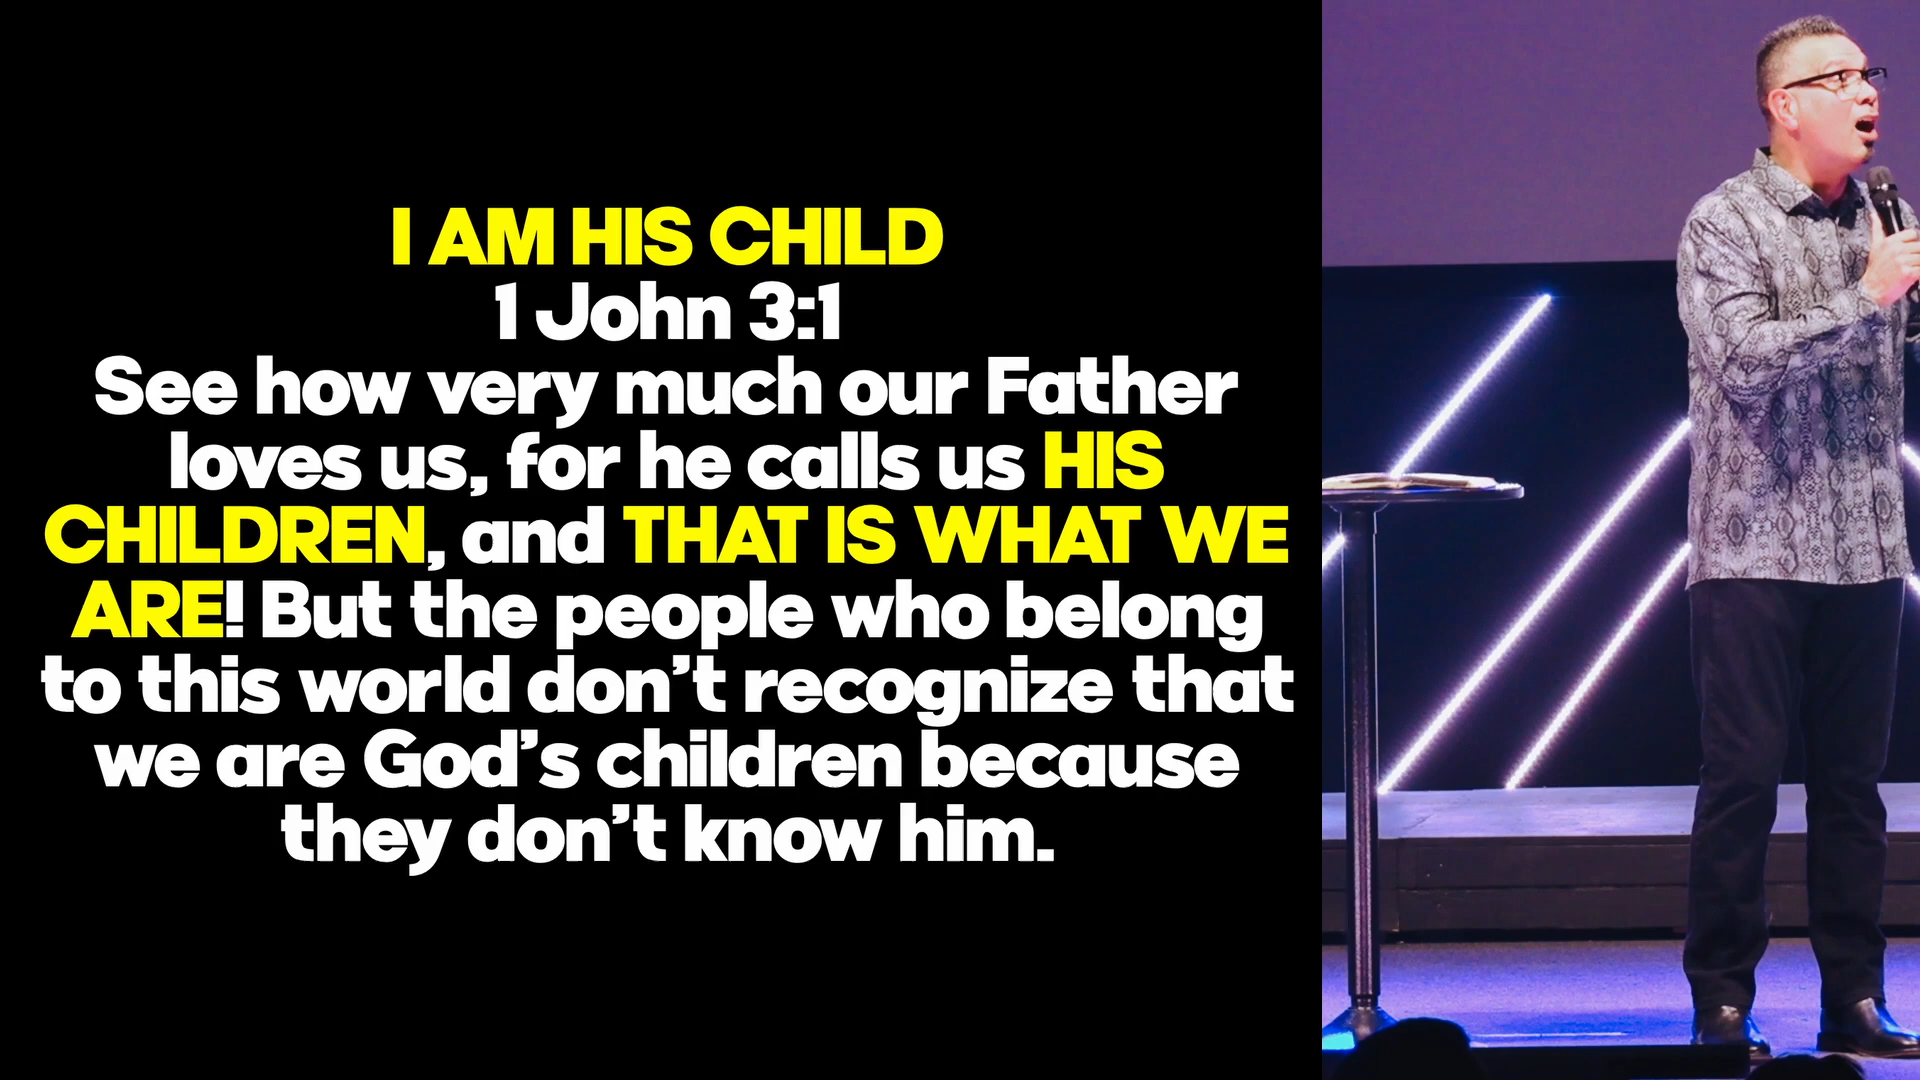 I AM HIS CHILD
1 John 3:1
See how very much our Father
loves us, for he calls us HIS
CHILDREN, and THAT IS WHAT WE
ARE! But the people who belong
to this world don’t recognize that
we are God’s children because
they don’t know him.